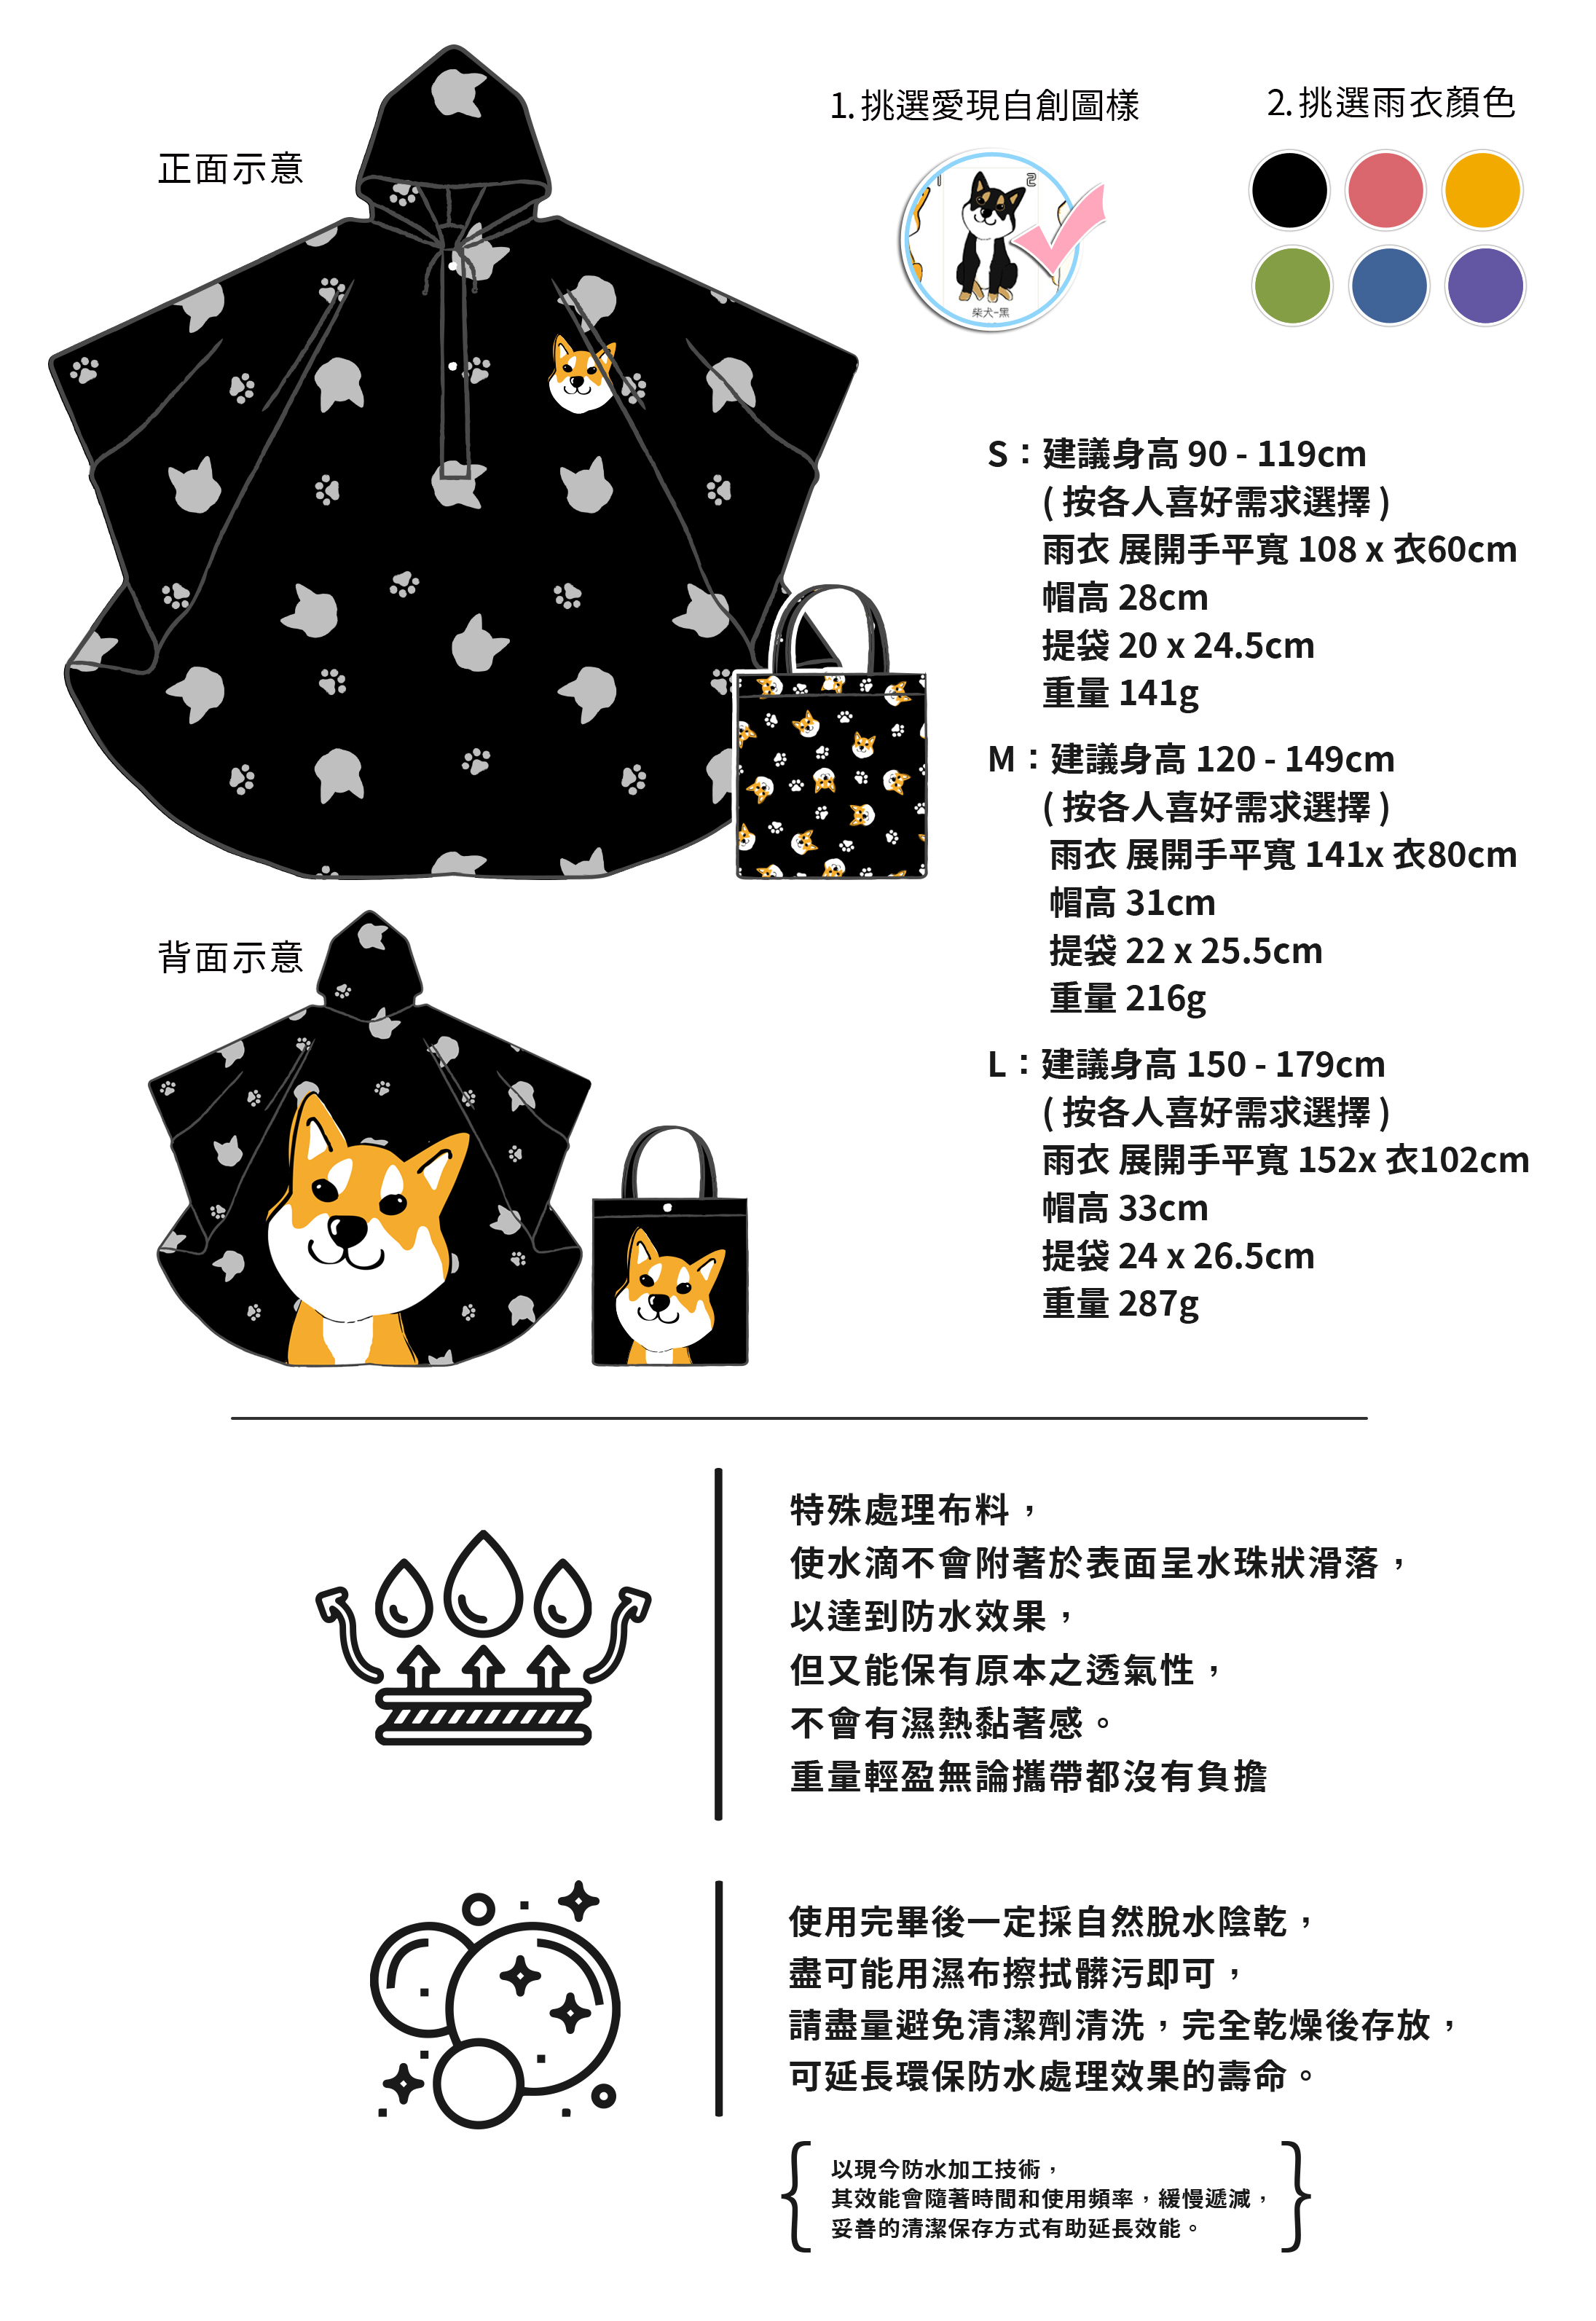 正面示意
1. 挑選愛現自創圖樣
1
2
柴犬-黑
2. 挑選雨衣顏色
S：建議身高 90 - 119cm
( 按各人喜好需求選擇 )
雨衣 展開手平寬 108 x 衣60cm
帽高 28cm
提袋 20 x 24.5cm
重量 141g
M：建議身高 120 - 149cm
( 按各人喜好需求選擇 )
雨衣 展開手平寬 141x 衣80cm
帽高 31cm
提袋 22 x 25.5cm
重量 216g
L：建議身高 150 - 179cm
( 按各人喜好需求選擇 )
雨衣 展開手平寬 152x 衣102cm
帽高 33cm
提袋 24 x 26.5cm
重量 287g
背面示意
特殊處理布料，
使水滴不會附著於表面呈水珠狀滑落，
以達到防水效果，
但又能保有原本之透氣性，
不會有濕熱黏著感。
重量輕盈無論攜帶都沒有負擔
使用完畢後一定採自然脫水陰乾，
盡可能用濕布擦拭髒污即可，
請盡量避免清潔劑清洗，完全乾燥後存放，
可延長環保防水處理效果的壽命。
以現今防水加工技術，
其效能會隨著時間和使用頻率，緩慢遞減，
妥善的清潔保存方式有助延長效能。